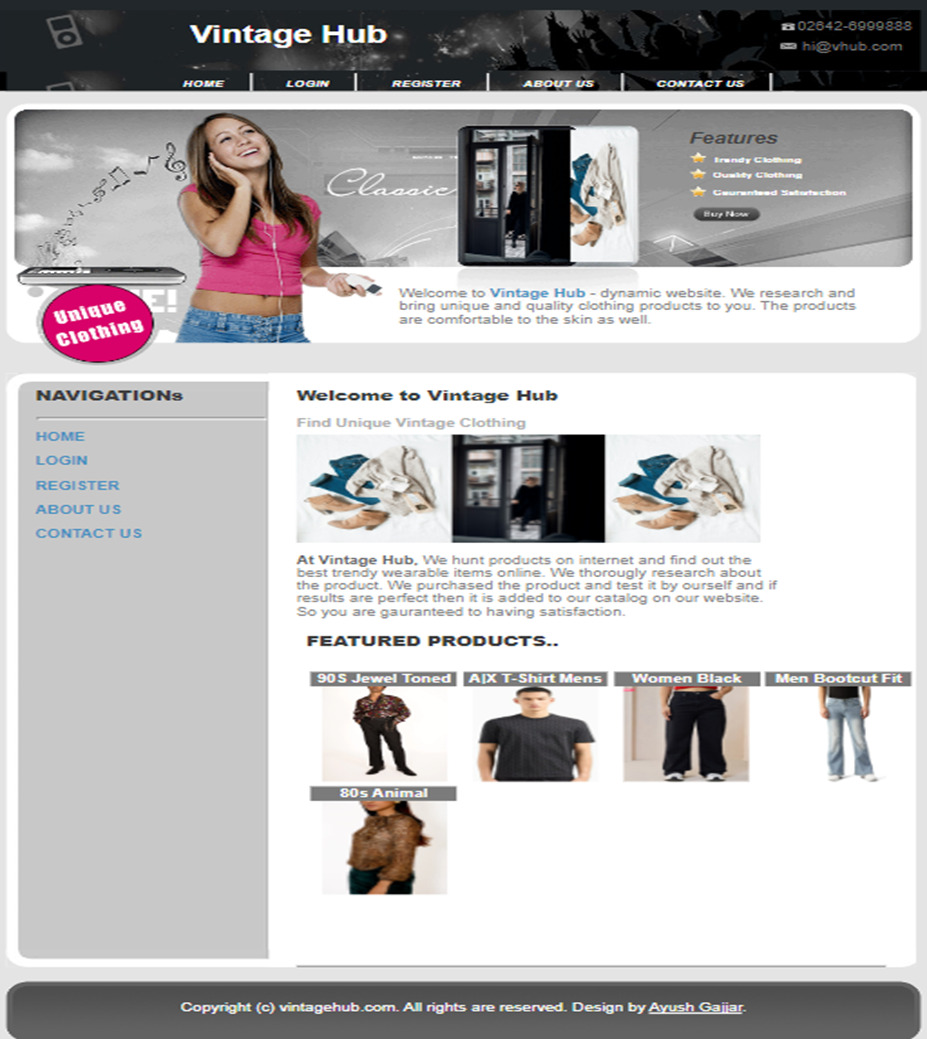 Vintage Hub
02642-6999888
hi@vhub.com
HOME
LOGIN
REGISTER
ABOUT US
CONTACT US
Classic
Features
Trendy Clothing
Quality Clothing
Gauranteed Satisfaction
Buy Now
Unique
Clothing
Welcome to Vintage Hub - dynamic website. We research and
bring unique and quality clothing products to you. The products
are comfortable to the skin as well.
NAVIGATIONs
HOME
LOGIN
REGISTER
ABOUT US
CONTACT US
Welcome to Vintage Hub
Find Unique Vintage Clothing
At Vintage Hub, We hunt products on internet and find out the
best trendy wearable items online. We thorougly research about
the product. We purchased the product and test it by ourself and if
results are perfect then it is added to our catalog on our website.
So you are gauranteed to having satisfaction.
FEATURED PRODUCTS..
90S Jewel Toned
A|X T-Shirt Mens
Women Black
Men Bootcut Fit
80s Animal
Copyright (c) vintagehub.com. All rights are reserved. Design by Ayush Gajjar.